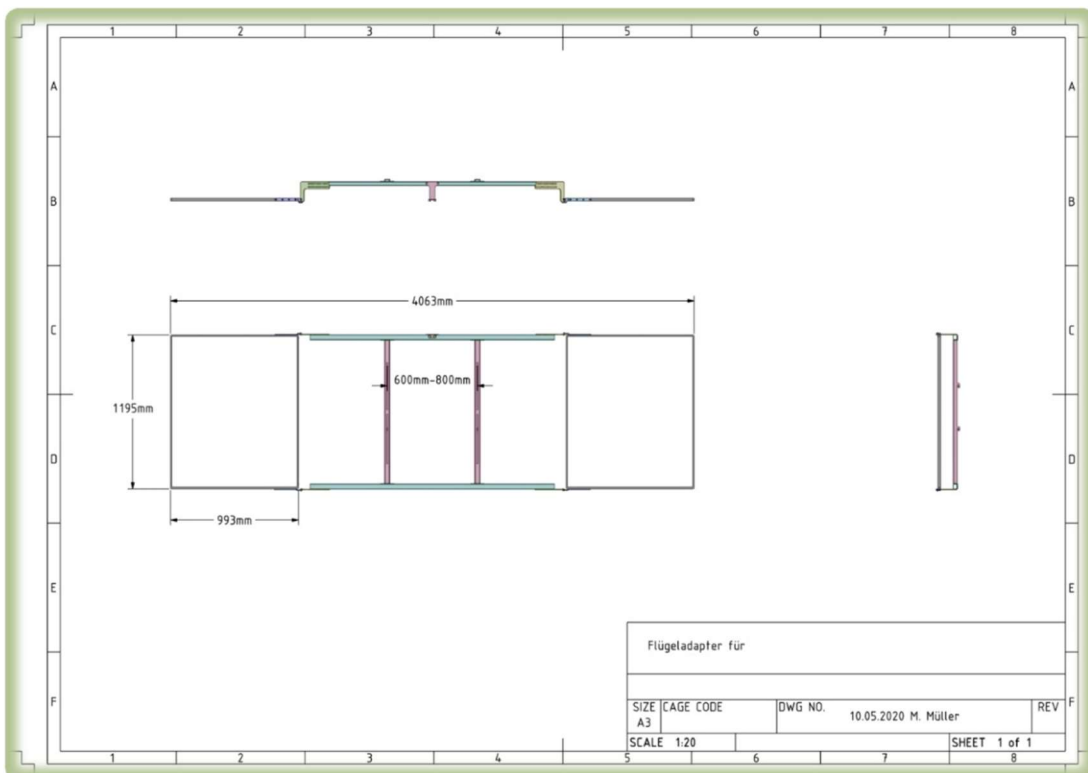 1 2 3 4 5 6 7 8
A A
B B
4063mm
C C
600mm-800mm
1195mm
D D
993mm
E E
Flügeladapter für
F F
SIZE CAGE CODE DWG NO. REV
A3 10.05.2020 M. Müller
SCALE 1:20 SHEET 1 of 1
1 2 3 4 5 6 7 8